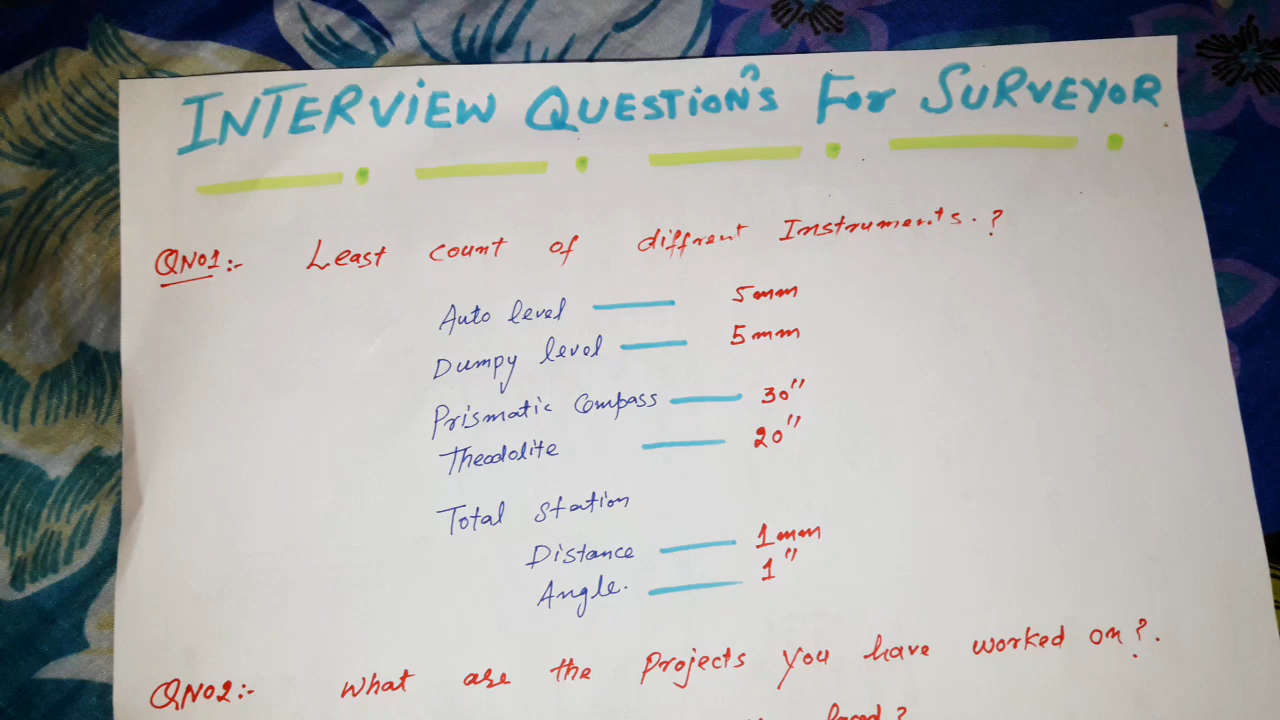 INTERVIEW QUESTIONS FOR SURVEYOR
QNO1:- Least count of diffrent Instruments.?
Auto level — 5mm
Dumpy level — 5mm
Prismatic Compass — 30"
Theodolite — 20"
Total station
Distance — 1mm
Angle. — 1"
QNO2:- What are the Projects you have worked on?.